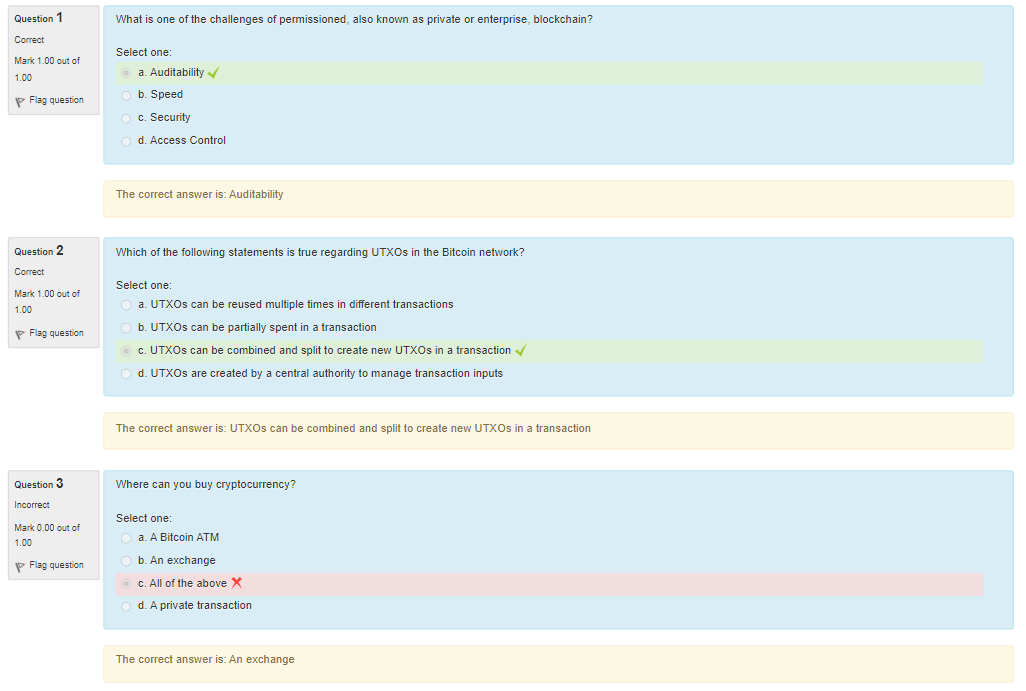 Question 1
Correct
Mark 1.00 out of
1.00
Flag question
What is one of the challenges of permissioned, also known as private or enterprise, blockchain?
Select one:
a. Auditability
b. Speed
c. Security
d. Access Control
The correct answer is: Auditability
Question 2
Correct
Mark 1.00 out of
1.00
Flag question
Which of the following statements is true regarding UTXOs in the Bitcoin network?
Select one:
a. UTXOs can be reused multiple times in different transactions
b. UTXOs can be partially spent in a transaction
c. UTXOs can be combined and split to create new UTXOs in a transaction
d. UTXOs are created by a central authority to manage transaction inputs
The correct answer is: UTXOs can be combined and split to create new UTXOs in a transaction
Question 3
Incorrect
Mark 0.00 out of
1.00
Flag question
Where can you buy cryptocurrency?
Select one:
a. A Bitcoin ATM
b. An exchange
c. All of the above
d. A private transaction
The correct answer is: An exchange